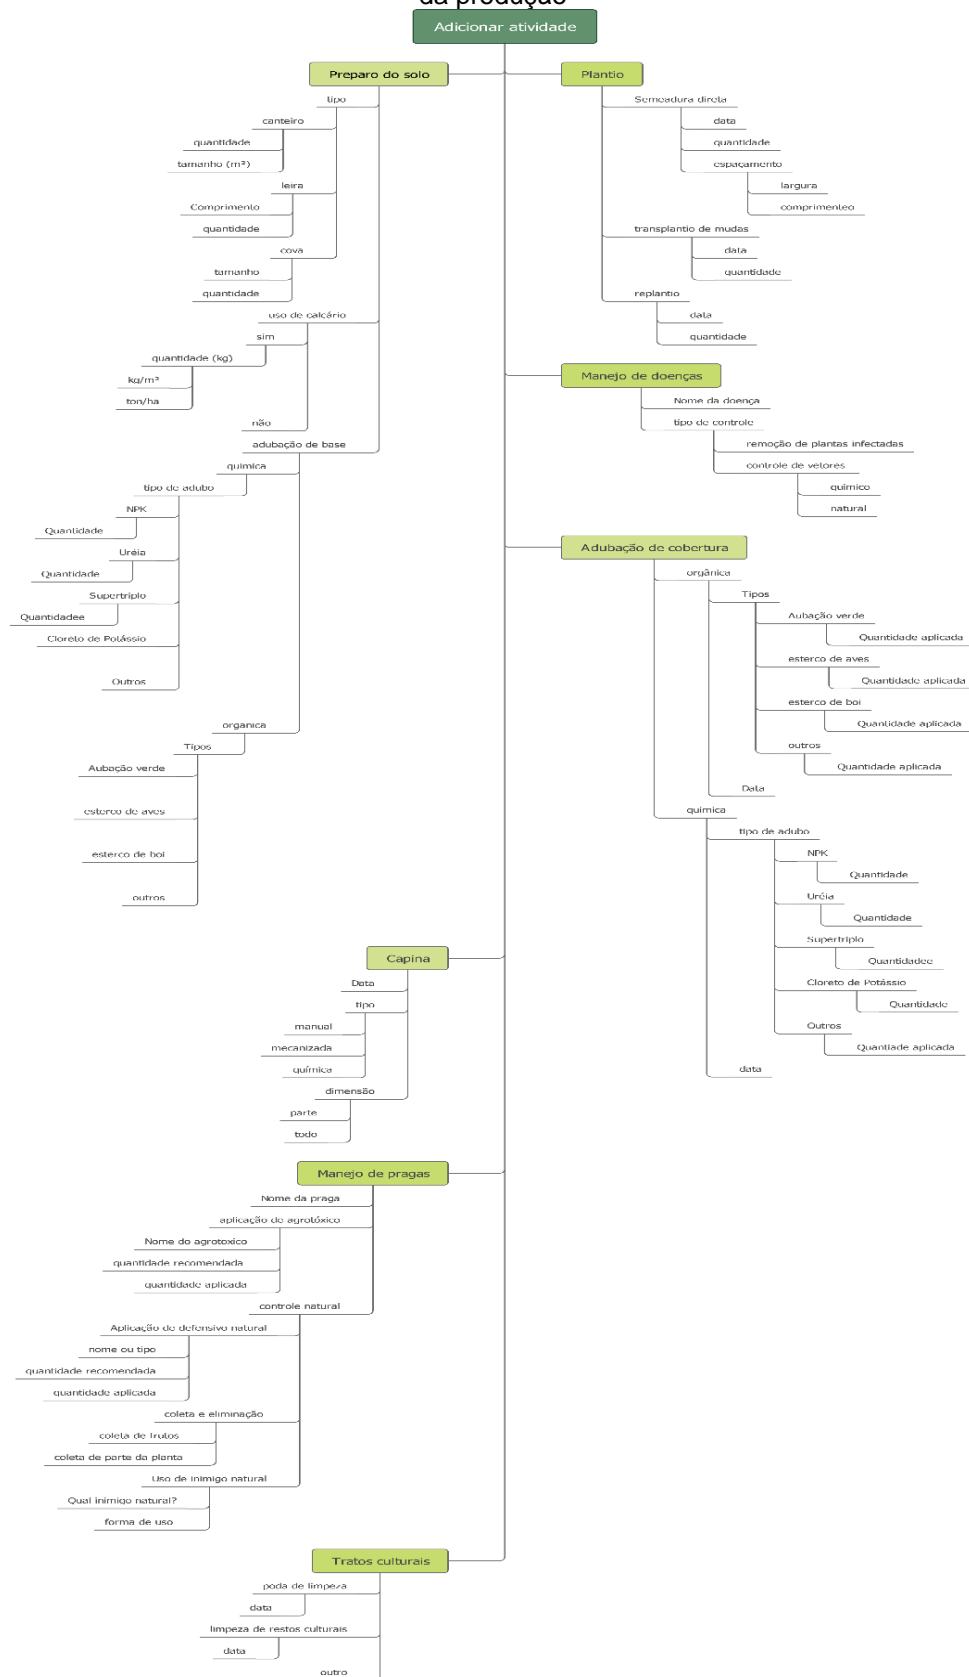 da produção
Adicionar atividade
Preparo do solo
tipo
canteiro
quantidade
tamanho (m²)
leira
Comprimento
quantidade
cova
tamanho
quantidade
uso de calcário
sim
quantidade (kg)
kg/m²
ton/ha
não
adubação de base
quimica
tipo de adubo
NPK
Quantidade
Uréia
Quantidade
Supertriplo
Quantidadee
Cloreto de Potássio
Outros
organica
Tipos
Aubação verde
esterco de aves
esterco de boi
outros
Plantio
Semeadura direta
data
quantidade
espaçamento
largura
comprimenteo
transplantio de mudas
data
quantidade
replantio
data
quantidade
Manejo de doenças
Nome da doença
tipo de controle
remoção de plantas infectadas
controle de vetores
químico
natural
Adubação de cobertura
orgânica
Tipos
Aubação verde
Quantidade aplicada
esterco de aves
Quantidade aplicada
esterco de boi
Quantidade aplicada
outros
Quantidade aplicada
Data
quimica
tipo de adubo
NPK
Quantidade
Uréia
Quantidade
Supertriplo
Quantidadee
Cloreto de Potássio
Quantidade
Outros
Quantiade aplicada
data
Capina
Data
tipo
manual
mecanizada
química
dimensão
parte
todo
Manejo de pragas
Nome da praga
aplicação de agrotóxico
Nome do agrotoxico
quantidade recomendada
quantidade aplicada
controle natural
Aplicação de defensivo natural
nome ou tipo
quantidade recomendada
quantidade aplicada
coleta e eliminação
coleta de frutos
coleta de parte da planta
Uso de inimigo natural
Qual inimigo natural?
forma de uso
Tratos culturais
poda de limpeza
data
limpeza de restos culturais
data
outro